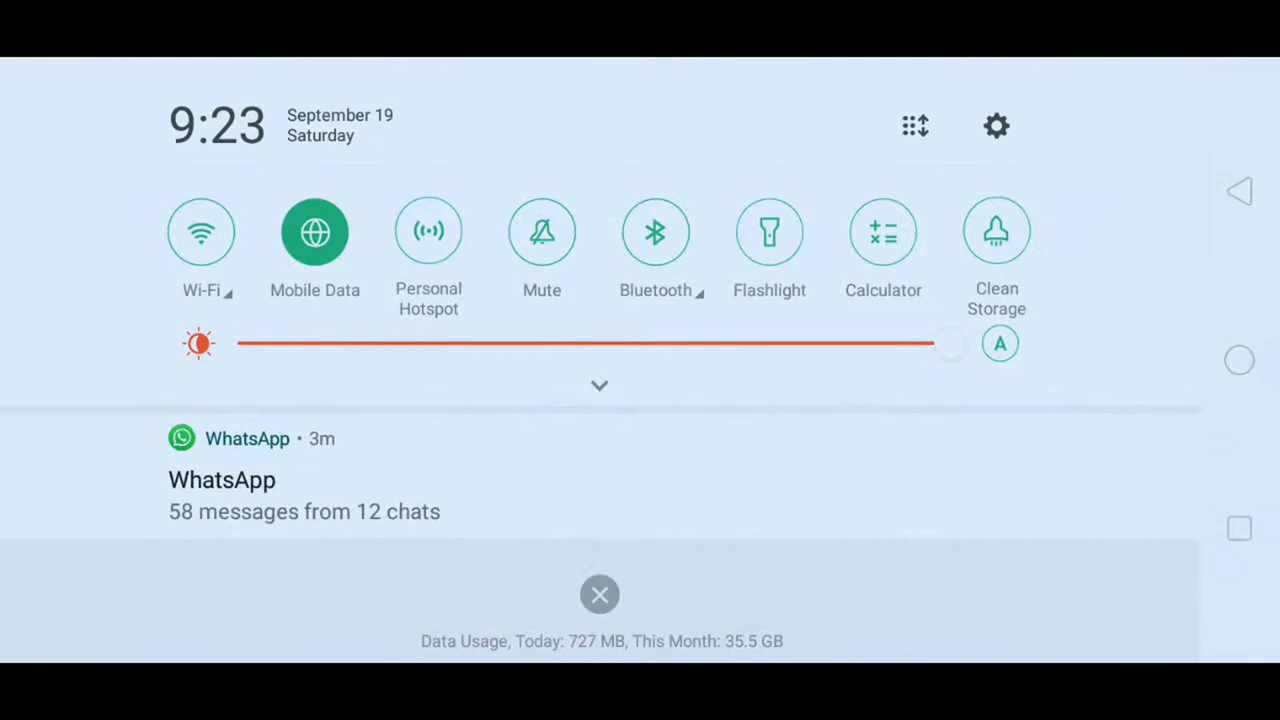 9:23
September 19
Saturday
Wi-Fi
Mobile Data
Personal
Hotspot
Mute
Bluetooth
Flashlight
Calculator
Clean
Storage
A
WhatsApp • 3m
WhatsApp
58 messages from 12 chats
Data Usage, Today: 727 MB, This Month: 35.5 GB